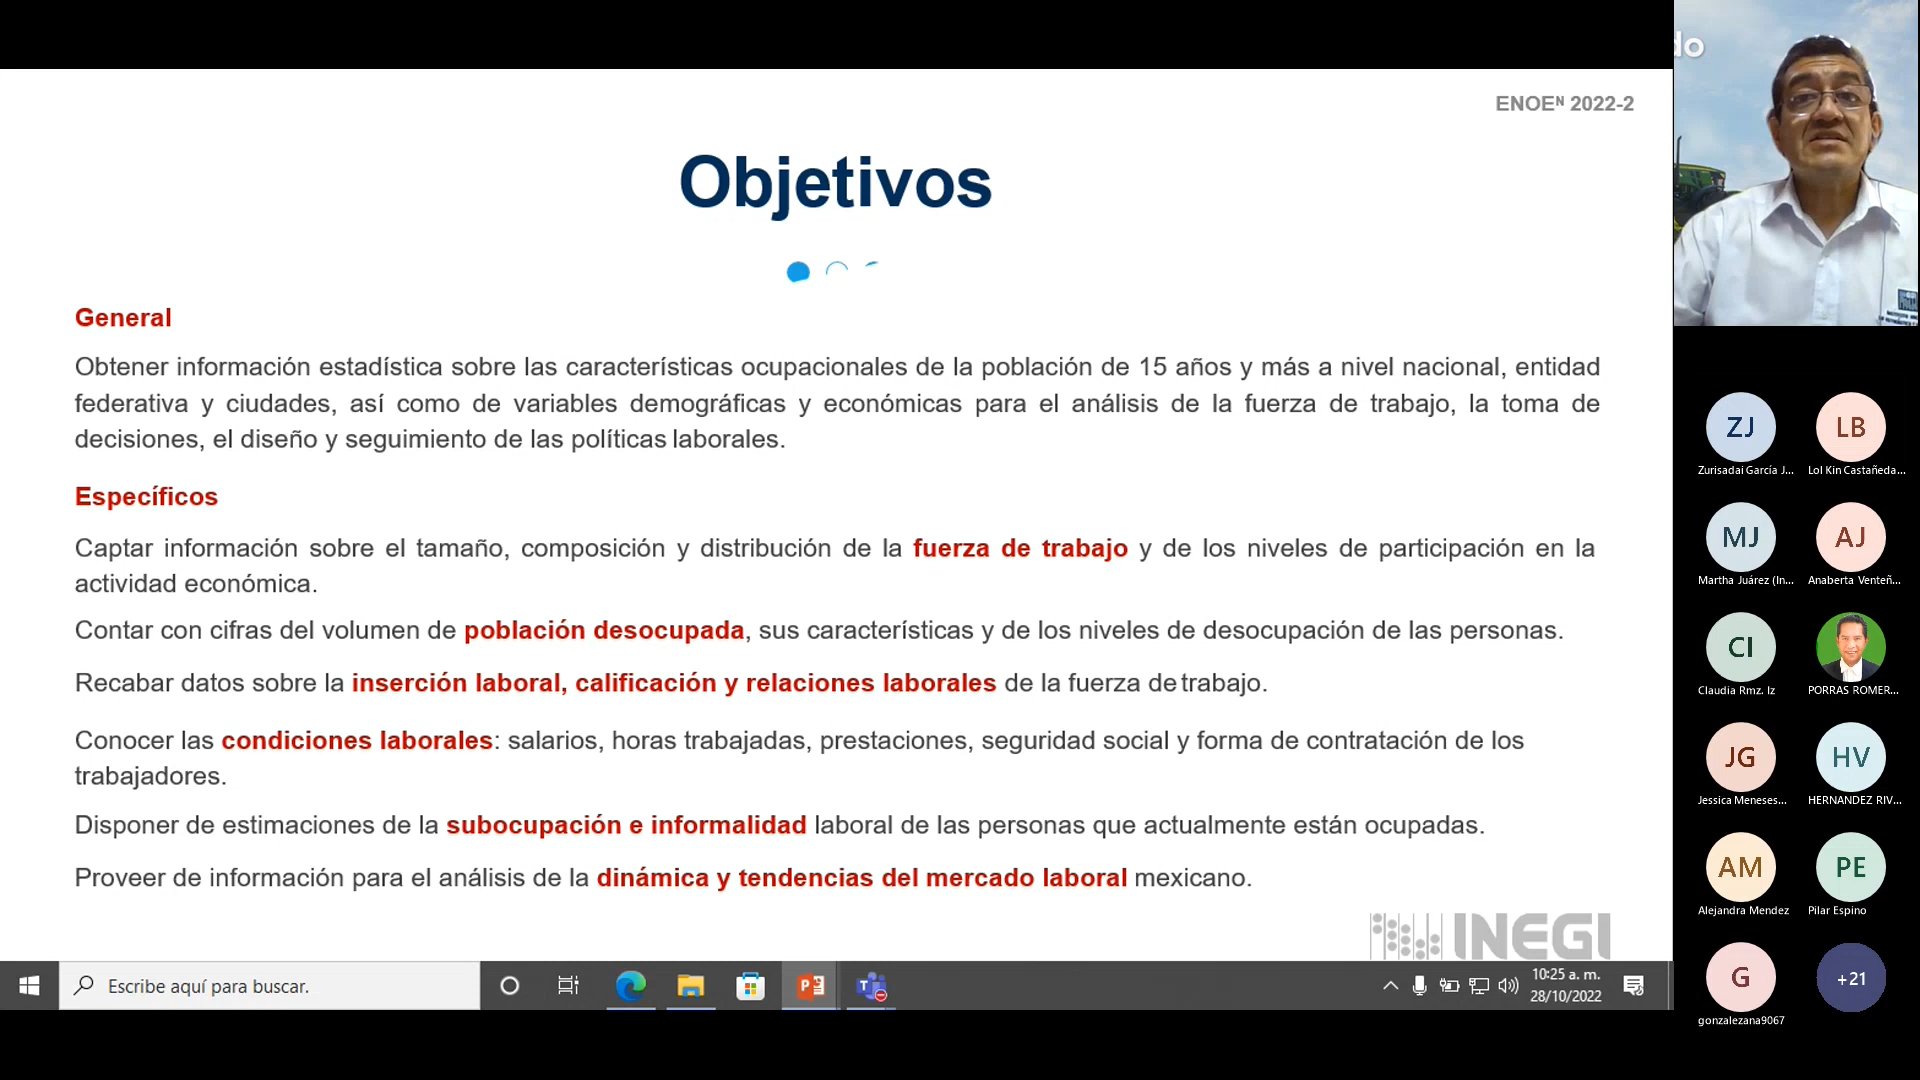 do
ENOEᴺ 2022-2
Objetivos
General
Obtener información estadística sobre las características ocupacionales de la población de 15 años y más a nivel nacional, entidad
federativa y ciudades, así como de variables demográficas y económicas para el análisis de la fuerza de trabajo, la toma de
decisiones, el diseño y seguimiento de las políticas laborales.
Específicos
Captar información sobre el tamaño, composición y distribución de la fuerza de trabajo y de los niveles de participación en la
actividad económica.
Contar con cifras del volumen de población desocupada, sus características y de los niveles de desocupación de las personas.
Recabar datos sobre la inserción laboral, calificación y relaciones laborales de la fuerza de trabajo.
Conocer las condiciones laborales: salarios, horas trabajadas, prestaciones, seguridad social y forma de contratación de los
trabajadores.
Disponer de estimaciones de la subocupación e informalidad laboral de las personas que actualmente están ocupadas.
Proveer de información para el análisis de la dinámica y tendencias del mercado laboral mexicano.
INEGI
Escribe aquí para buscar.
10:25 a. m.
28/10/2022
ZJ
Zurisadai García J...
LB
Lol Kin Castañeda...
MJ
Martha Juárez (In...
AJ
Anaberta Venteñ...
CI
Claudia Rmz. Iz
PORRAS ROMER...
JG
Jessica Meneses...
HV
HERNANDEZ RIV...
AM
Alejandra Mendez
PE
Pilar Espino
G
gonzalezana9067
+21